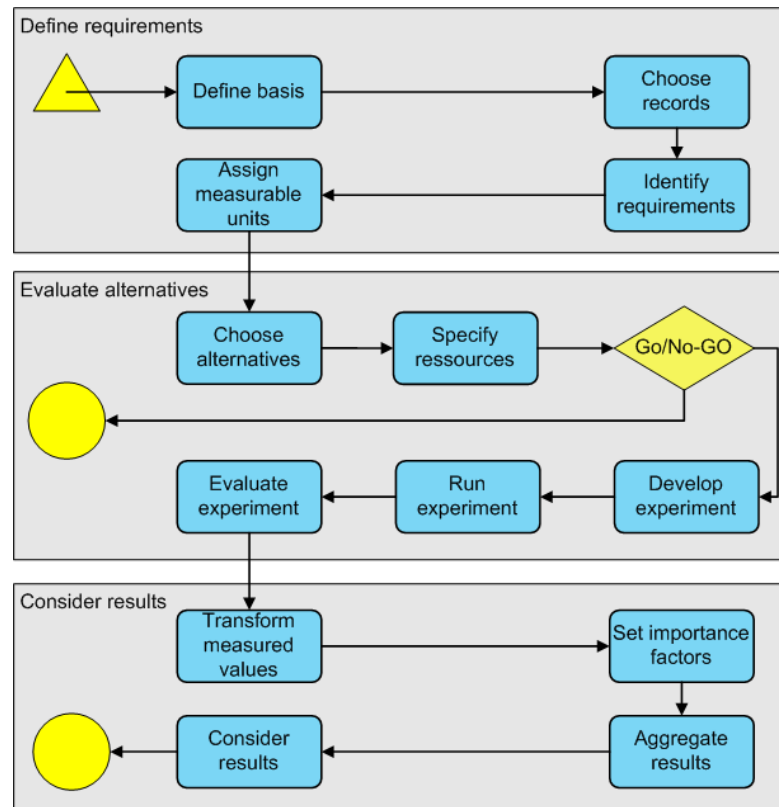 Define requirements
Define basis
Choose
records
Assign
measurable
units
Identify
requirements
Evaluate alternatives
Choose
alternatives
Specify
ressources
Go/No-GO
Evaluate
experiment
Run
experiment
Develop
experiment
Consider results
Transform
measured
values
Set importance
factors
Consider
results
Aggregate
results